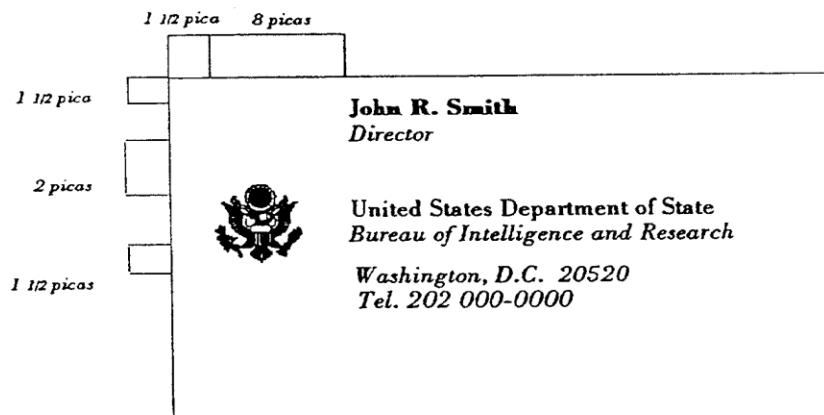 1 1/2 pica 8 picas
1 1/2 pica
John R. Smith
Director
2 picas
United States Department of State
Bureau of Intelligence and Research
1 1/2 picas
Washington, D.C. 20520
Tel. 202 000-0000